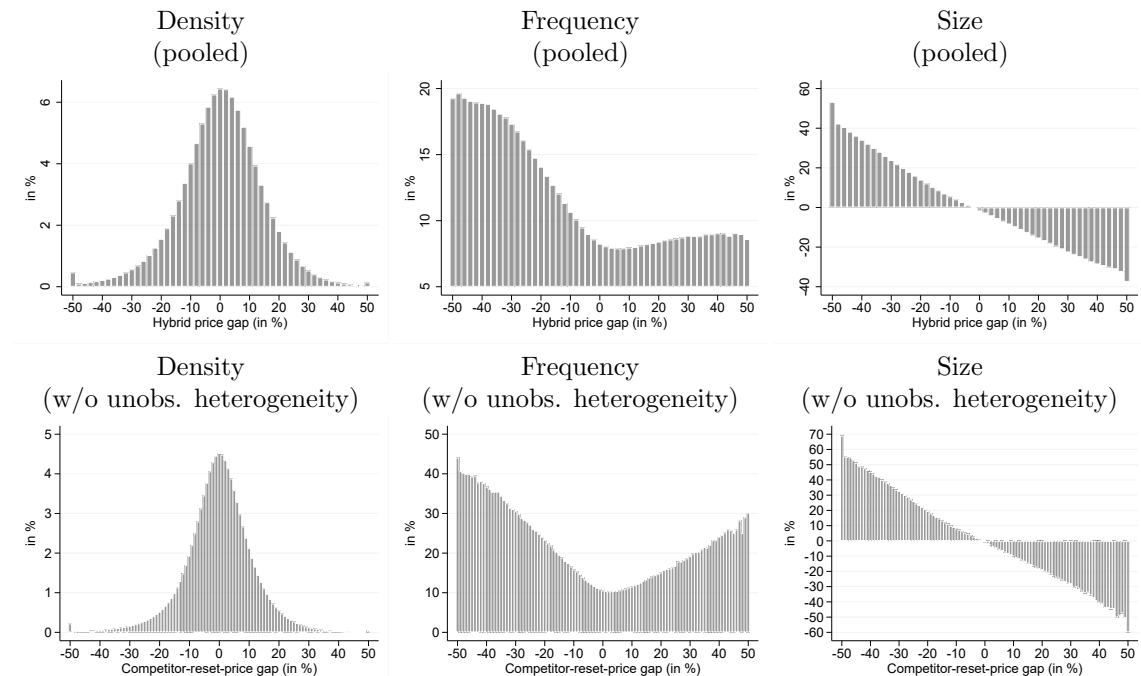 Density
(pooled)
Frequency
(pooled)
Size
(pooled)
in %
6
4
2
0
-50 -40 -30 -20 -10 0 10 20 30 40 50
Hybrid price gap (in %)
in %
20
15
10
5
-50 -40 -30 -20 -10 0 10 20 30 40 50
Hybrid price gap (in %)
in %
60
40
20
0
-20
40
-50 -40 -30 -20 -10 0 10 20 30 40 50
Hybrid price gap (in %)
Density
(w/o unobs. heterogeneity)
Frequency
(w/o unobs. heterogeneity)
Size
(w/o unobs. heterogeneity)
in %
5
4
3
2
1
0
-50 -40 -30 -20 -10 0 10 20 30 40 50
Competitor-reset-price gap (in %)
in %
50
40
30
20
10
0
-50 -40 -30 -20 -10 0 10 20 30 40 50
Competitor-reset-price gap (in %)
in %
70
60
50
40
30
20
10
0
-10
-20
-30
-40
-50
-60
-50 -40 -30 -20 -10 0 10 20 30 40 50
Competitor-reset-price gap (in %)